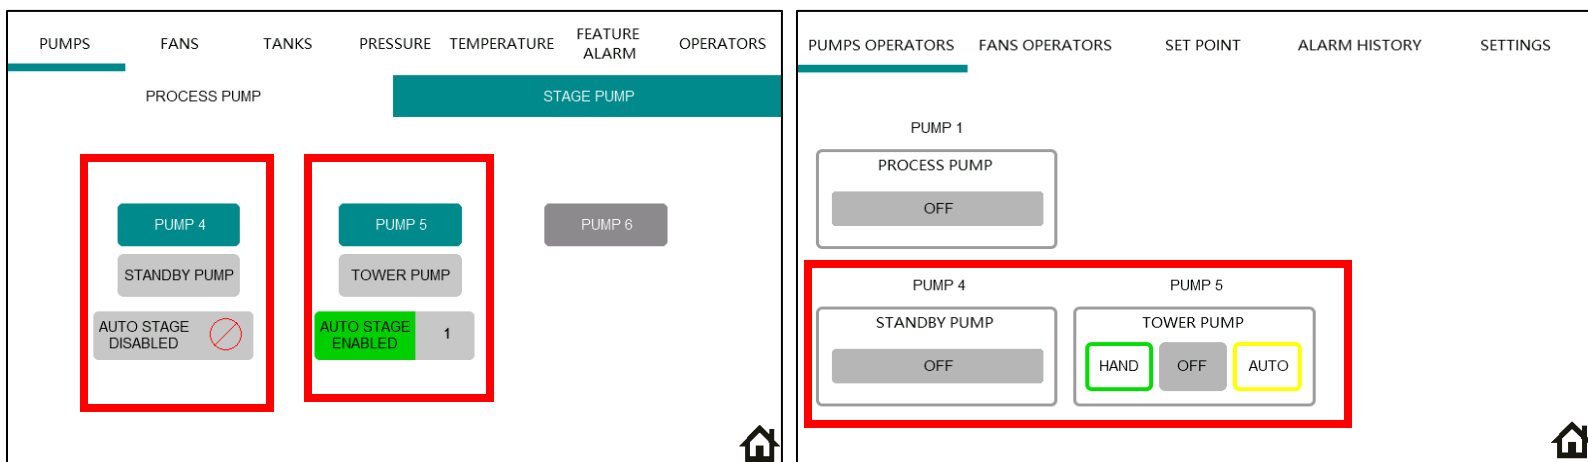 PUMPS FANS TANKS PRESSURE TEMPERATURE FEATURE ALARM OPERATORS
PROCESS PUMP STAGE PUMP
PUMP 4 PUMP 5 PUMP 6
STANDBY PUMP TOWER PUMP
AUTO STAGE DISABLED AUTO STAGE ENABLED 1
PUMPS OPERATORS FANS OPERATORS SET POINT ALARM HISTORY SETTINGS
PUMP 1
PROCESS PUMP
OFF
PUMP 4 PUMP 5
STANDBY PUMP TOWER PUMP
OFF HAND OFF AUTO